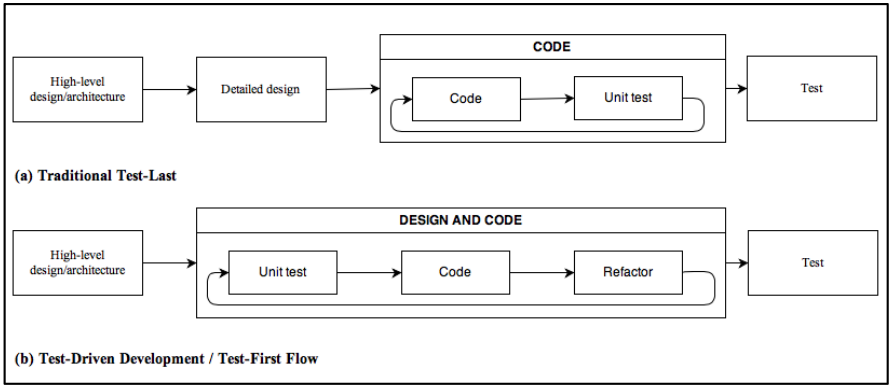 CODE
High-level
design/architecture
Detailed design
Code
Unit test
Test
(a) Traditional Test-Last
DESIGN AND CODE
High-level
design/architecture
Unit test
Code
Refactor
Test
(b) Test-Driven Development / Test-First Flow